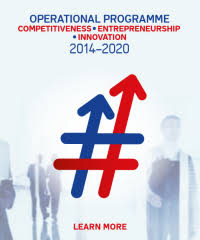 OPERATIONAL PROGRAMME
COMPETITIVENESS • ENTREPRENEURSHIP
• INNOVATION
2014–2020
LEARN MORE